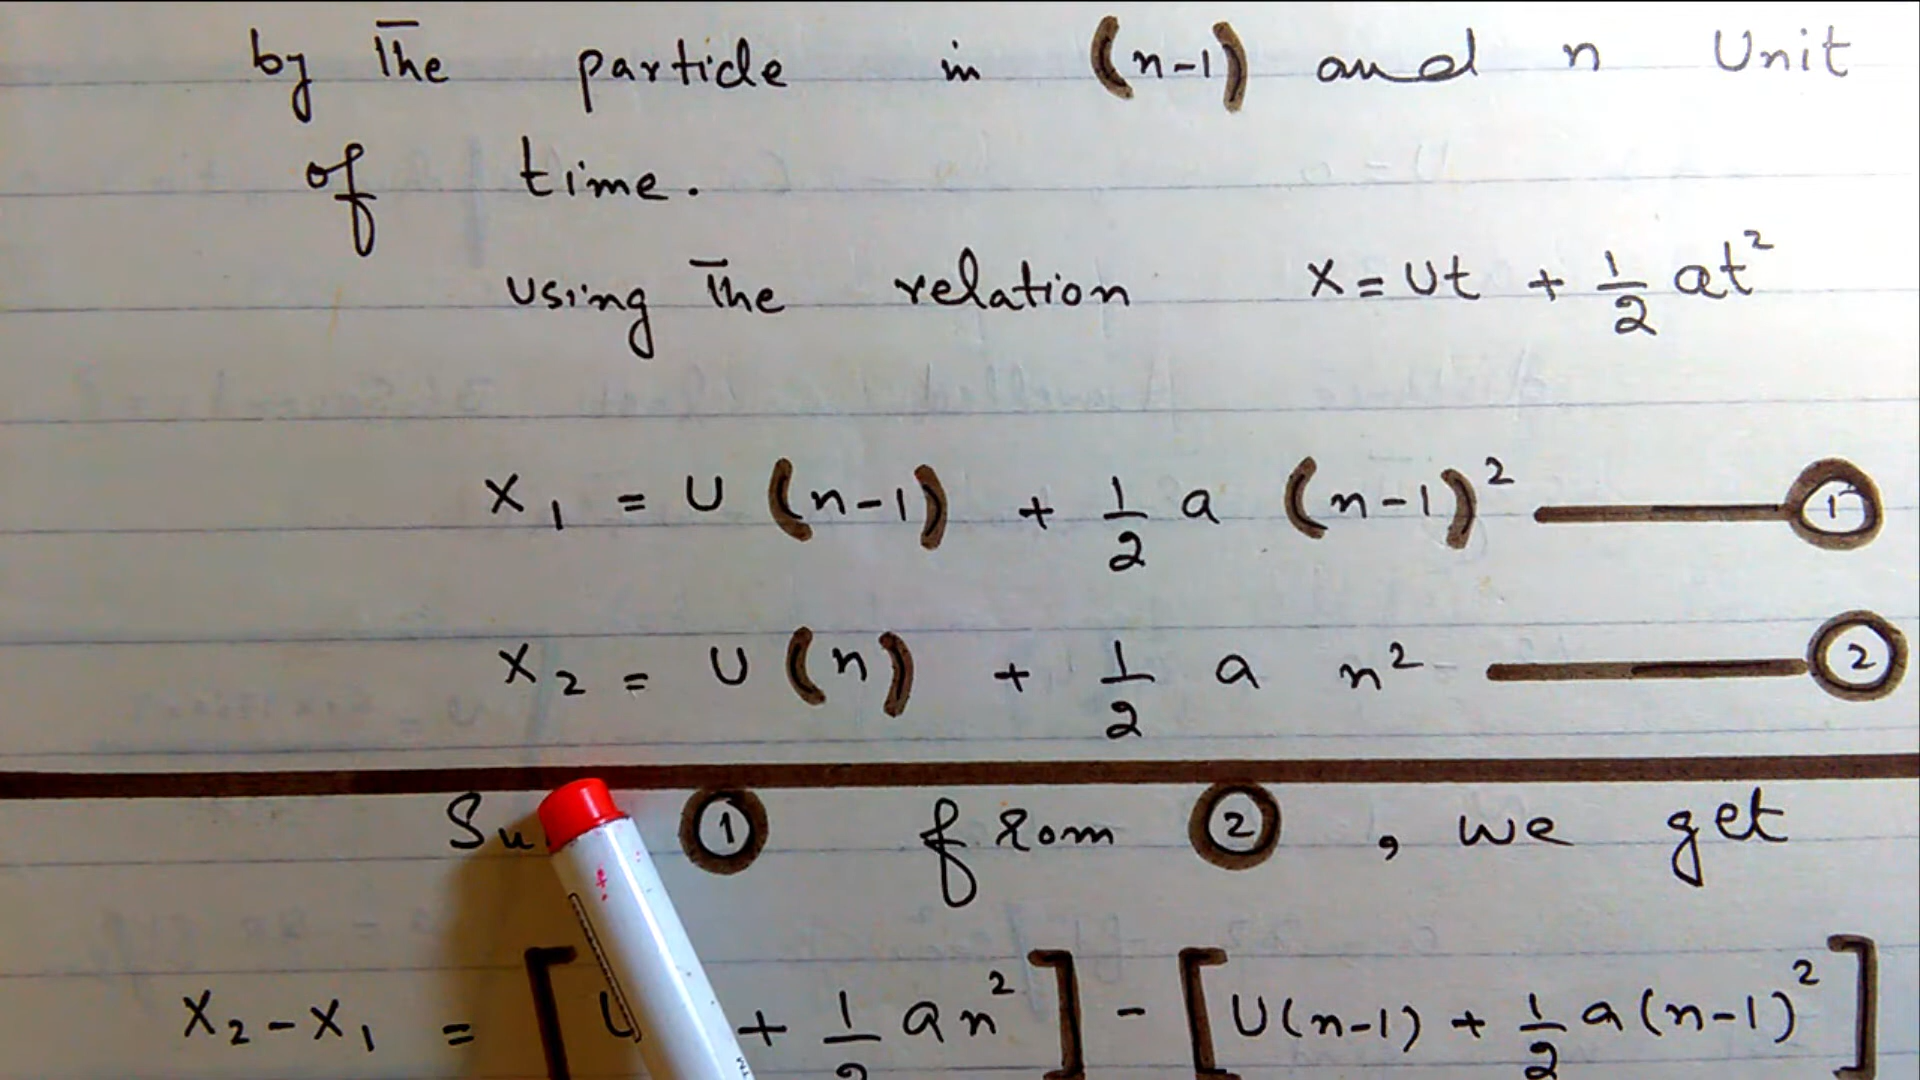 by the particle in (n-1) and n Unit
of time.
using the relation x = ut + 1/2 at²
x₁ = u (n-1) + 1/2 a (n-1)² ——— ①
x₂ = u (n) + 1/2 a n² ——— ②
① from ②, we get
x₂ - x₁ = [ + 1/2 an² ] - [ u(n-1) + 1/2 a(n-1)² ]